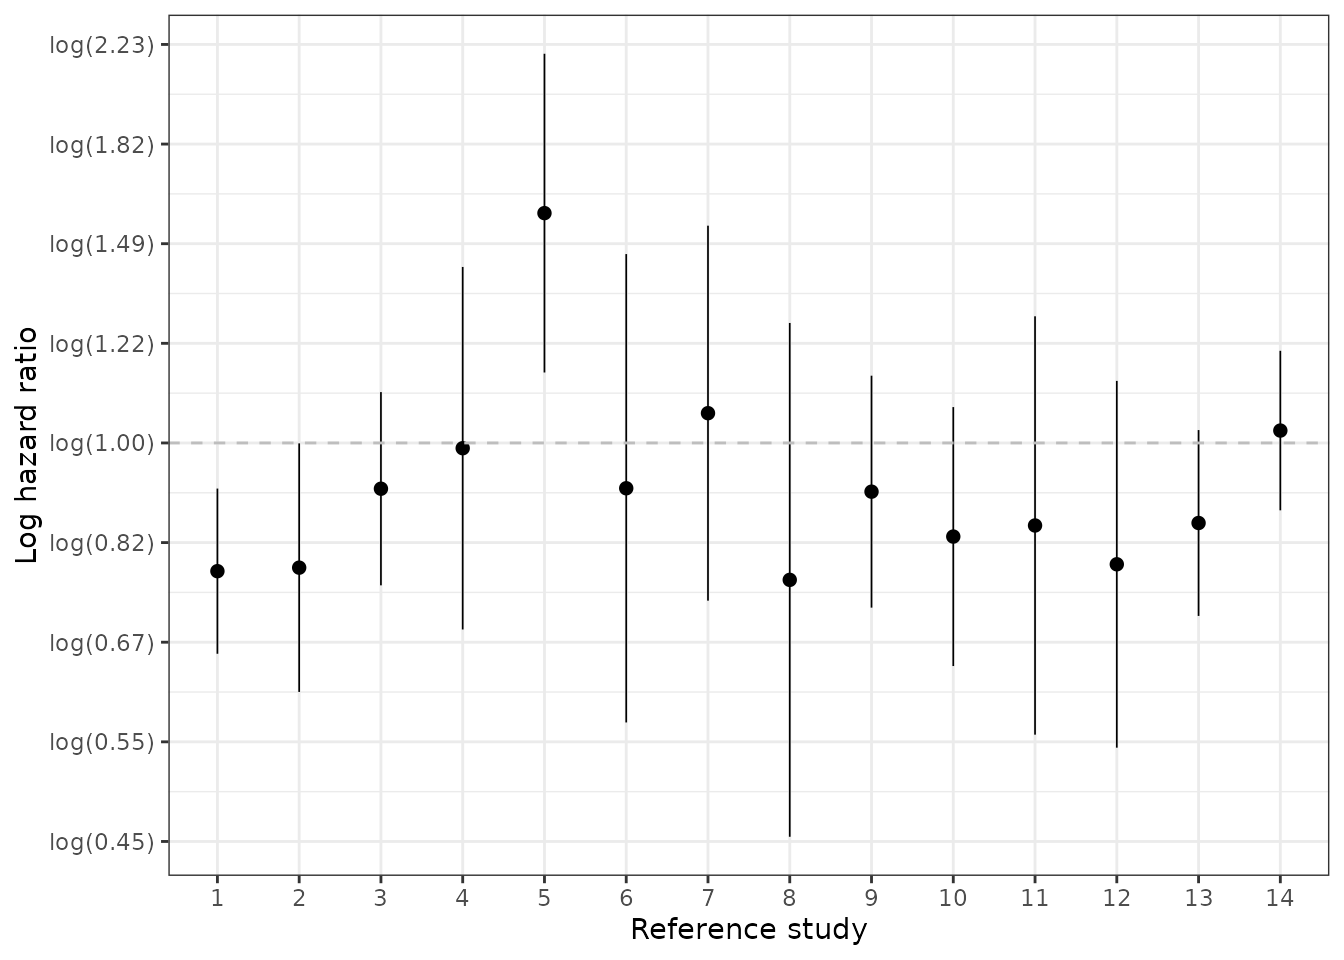 Log hazard ratio
log(2.23)
log(1.82)
log(1.49)
log(1.22)
log(1.00)
log(0.82)
log(0.67)
log(0.55)
log(0.45)
1 2 3 4 5 6 7 8 9 10 11 12 13 14
Reference study